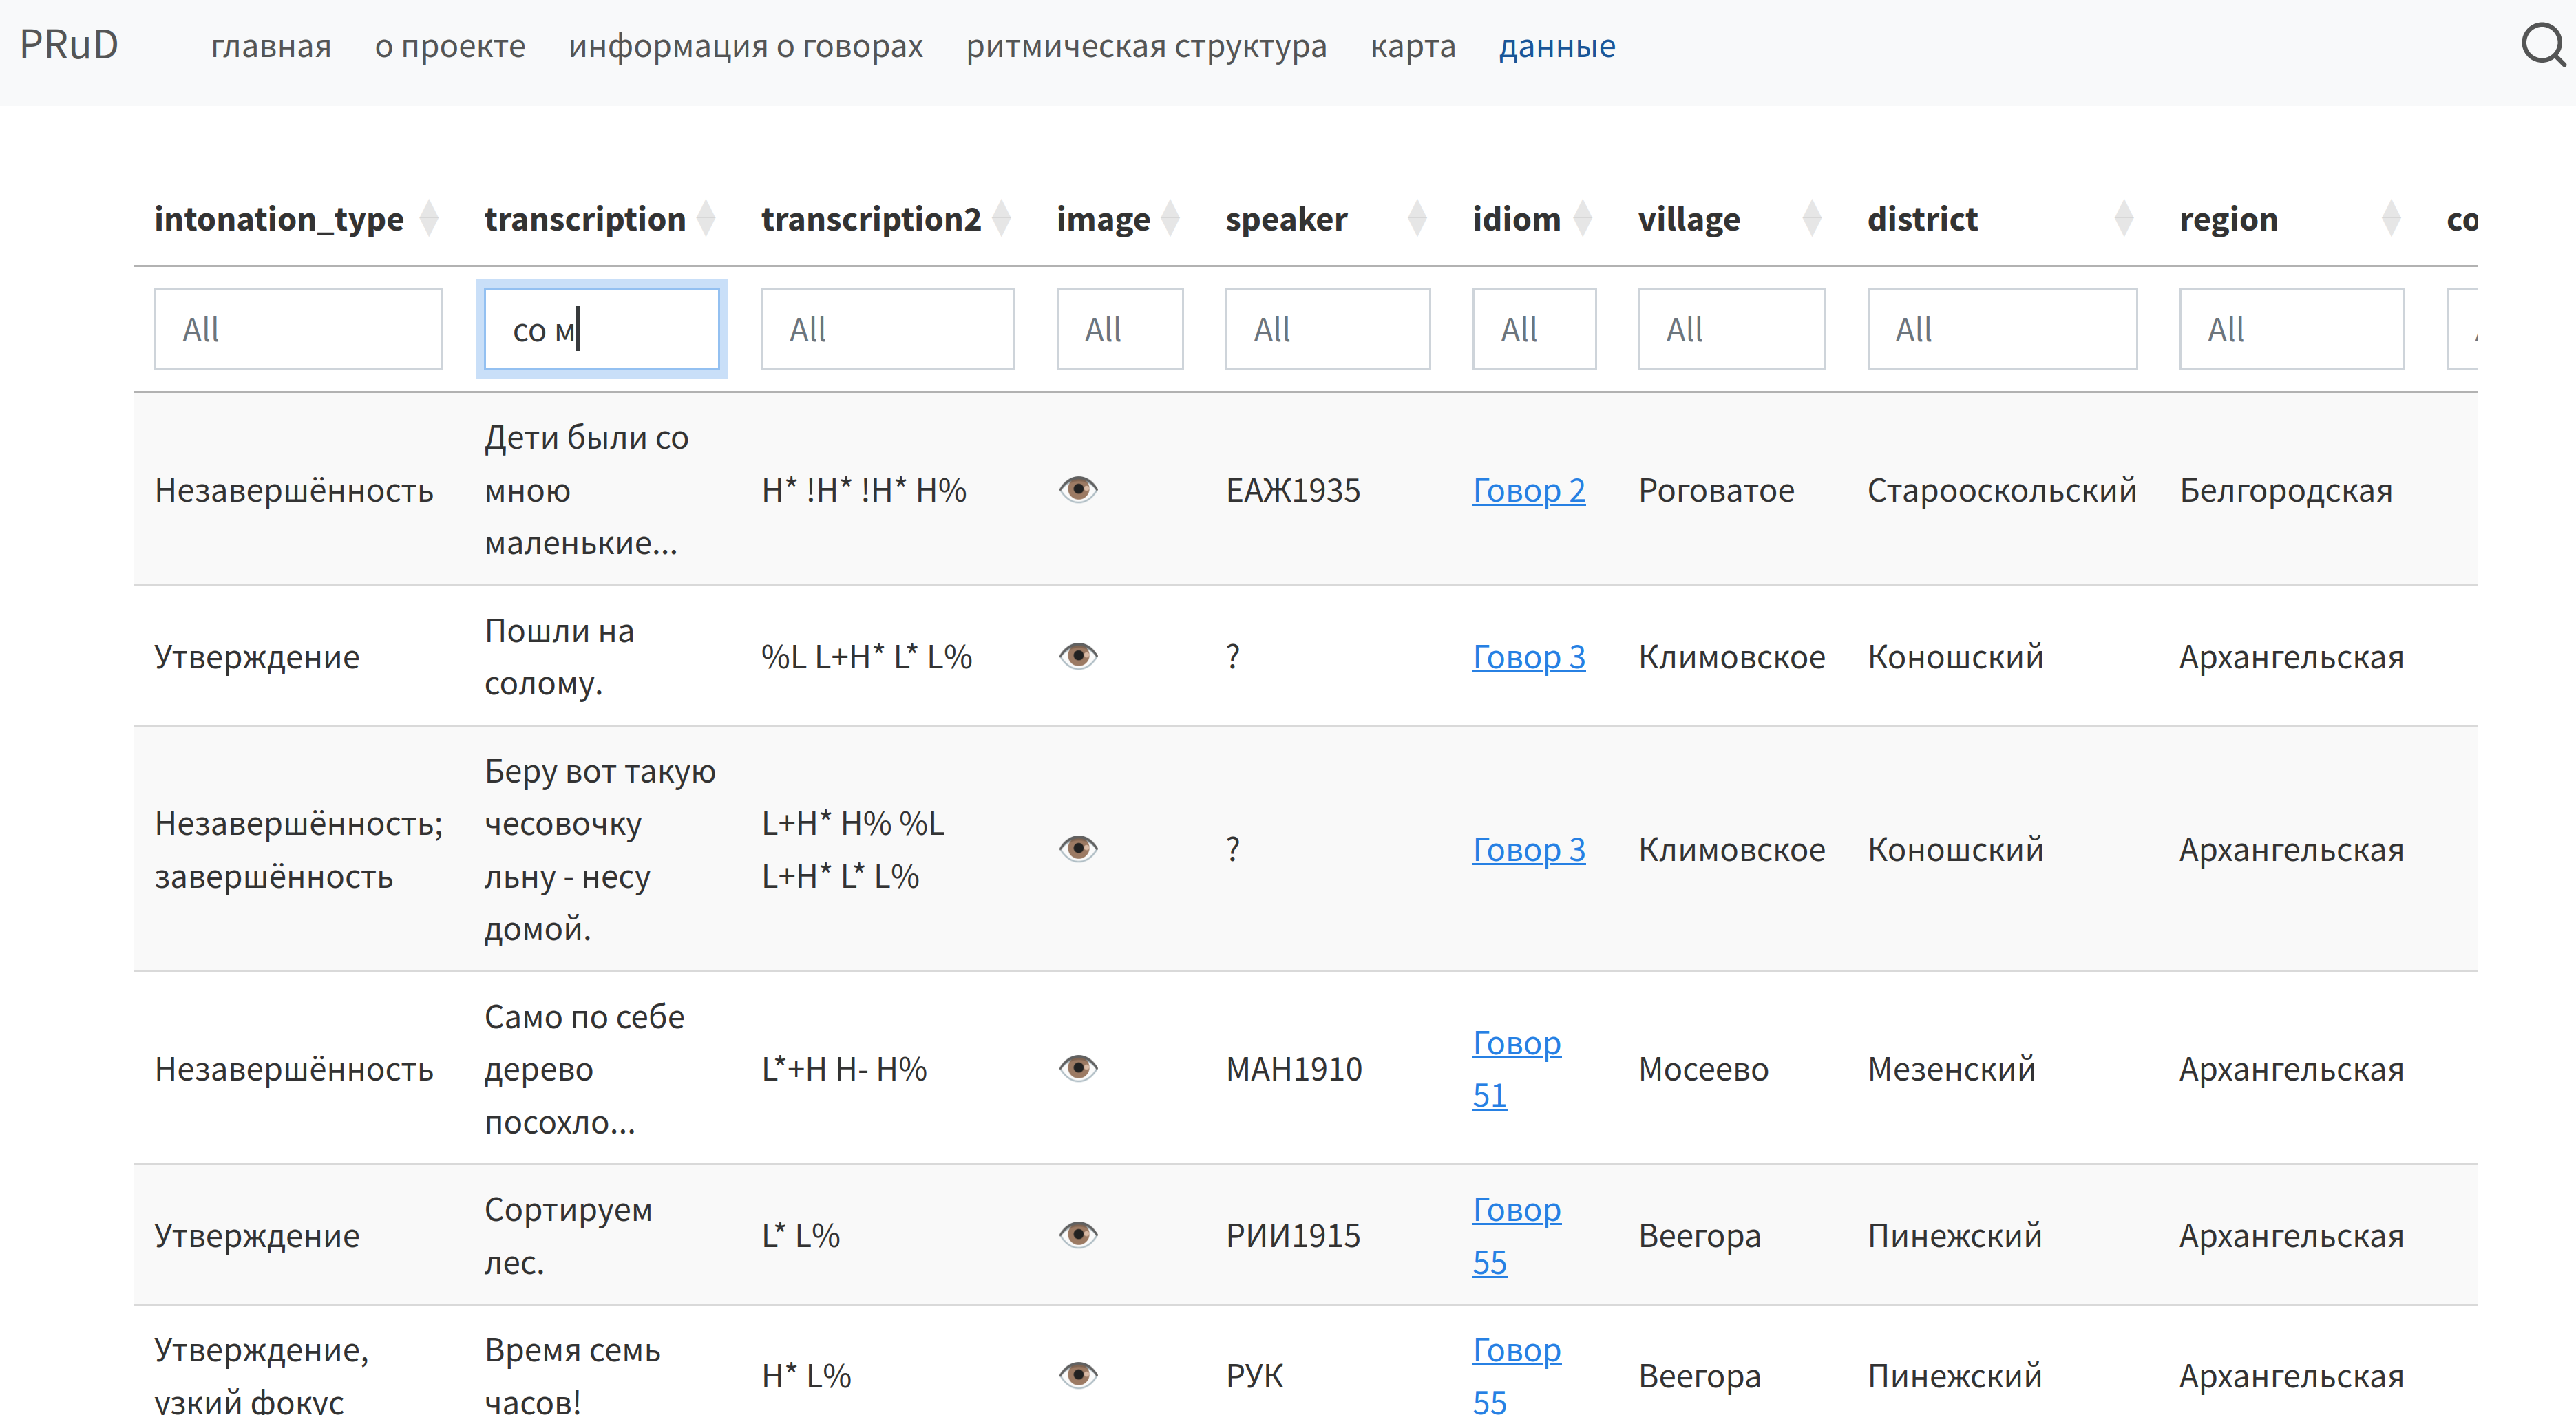 PRuD главная о проекте информация о говорах ритмическая структура карта данные
intonation_type transcription transcription2 image speaker idiom village district region co
All со м All All All All All All All
Незавершённость Дети были со мною маленькие... H* !H* !H* H% ЕАЖ1935 Говор 2 Роговатое Старооскольский Белгородская
Утверждение Пошли на солому. %L L+H* L* L% ? Говор 3 Климовское Коношский Архангельская
Незавершённость; завершённость Беру вот такую чесовочку льну - несу домой. L+H* H% %L L+H* L* L% ? Говор 3 Климовское Коношский Архангельская
Незавершённость Само по себе дерево посохло... L*+H H- H% МАН1910 Говор 51 Мосеево Мезенский Архангельская
Утверждение Сортируем лес. L* L% РИИ1915 Говор 55 Веегора Пинежский Архангельская
Утверждение, узкий фокус Время семь часов! H* L% РУК Говор 55 Веегора Пинежский Архангельская